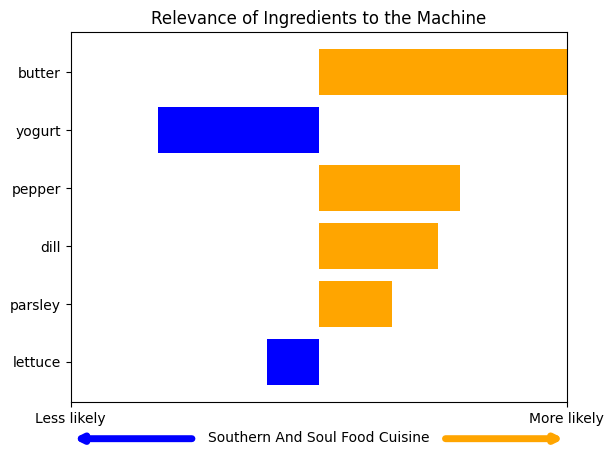 Relevance of Ingredients to the Machine
butter
yogurt
pepper
dill
parsley
lettuce
Less likely
More likely
Southern And Soul Food Cuisine